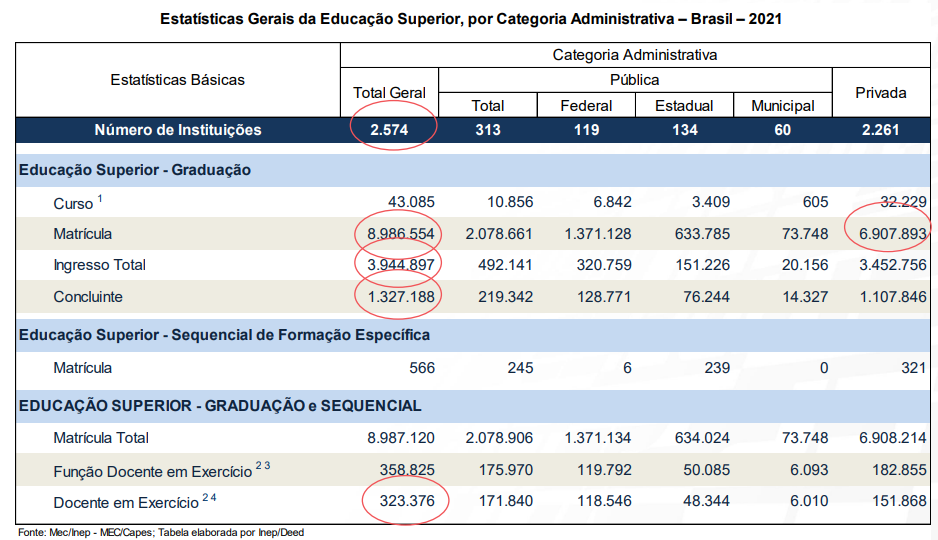 Estatísticas Gerais da Educação Superior, por Categoria Administrativa – Brasil – 2021
Estatísticas Básicas Total Geral Categoria Administrativa
Pública Privada
Total Federal Estadual Municipal
Número de Instituições 2.574 313 119 134 60 2.261
Educação Superior - Graduação
Curso 1 43.085 10.856 6.842 3.409 605 32.229
Matrícula 8.986.554 2.078.661 1.371.128 633.785 73.748 6.907.893
Ingresso Total 3.944.897 492.141 320.759 151.226 20.156 3.452.756
Concluinte 1.327.188 219.342 128.771 76.244 14.327 1.107.846
Educação Superior - Sequencial de Formação Específica
Matrícula 566 245 6 239 0 321
EDUCAÇÃO SUPERIOR - GRADUAÇÃO e SEQUENCIAL
Matrícula Total 8.987.120 2.078.906 1.371.134 634.024 73.748 6.908.214
Função Docente em Exercício 2 3 358.825 175.970 119.792 50.085 6.093 182.855
Docente em Exercício 2 4 323.376 171.840 118.546 48.344 6.010 151.868
Fonte: Mec/Inep - MEC/Capes; Tabela elaborada por Inep/Deed